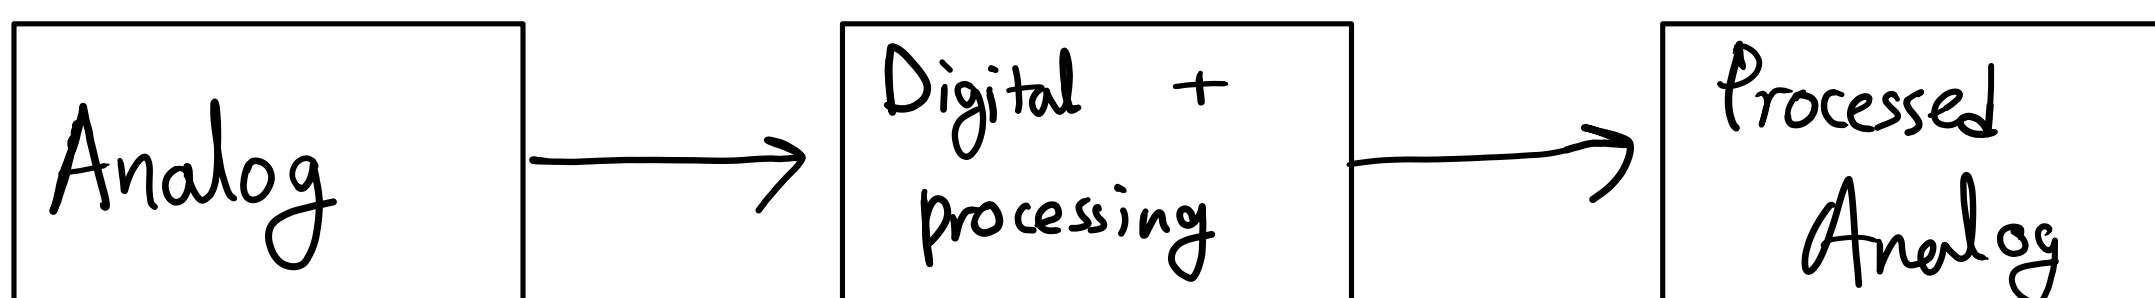 Analog
Digital +
processing
Processed
Analog